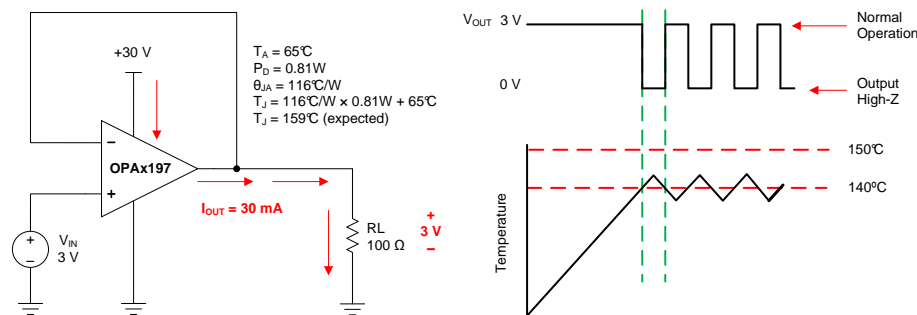 +30 V
T_A = 65℃
P_D = 0.81W
θ_JA = 116℃/W
T_J = 116℃/W × 0.81W + 65℃
T_J = 159℃ (expected)
−
OPAx197
+
I_OUT = 30 mA
+
V_IN
3 V
−
RL
100 Ω
+
3 V
−
V_OUT 3 V
Normal
Operation
0 V
Output
High-Z
150℃
140ºC
Temperature